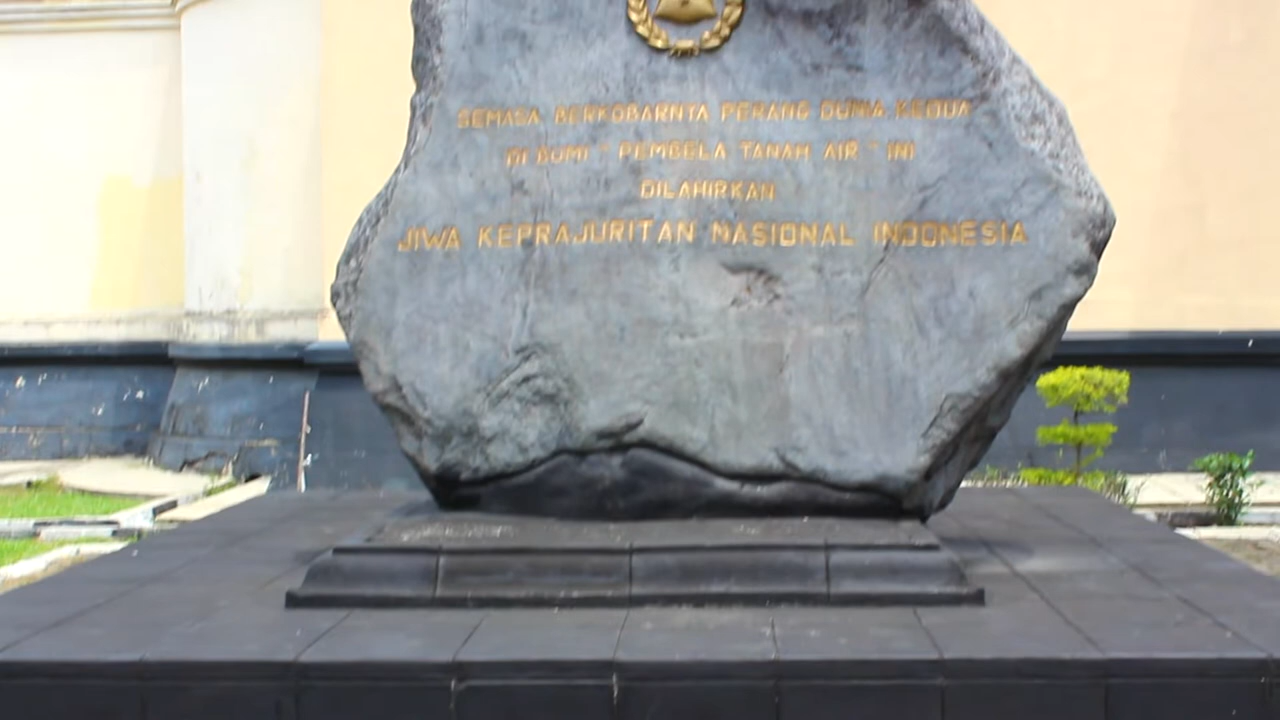 SEMASA BERKOBARNYA PERANG DUNIA KEDUA
DI BUMI " PEMBELA TANAH AIR " INI
DILAHIRKAN
JIWA KEPRAJURITAN NASIONAL INDONESIA